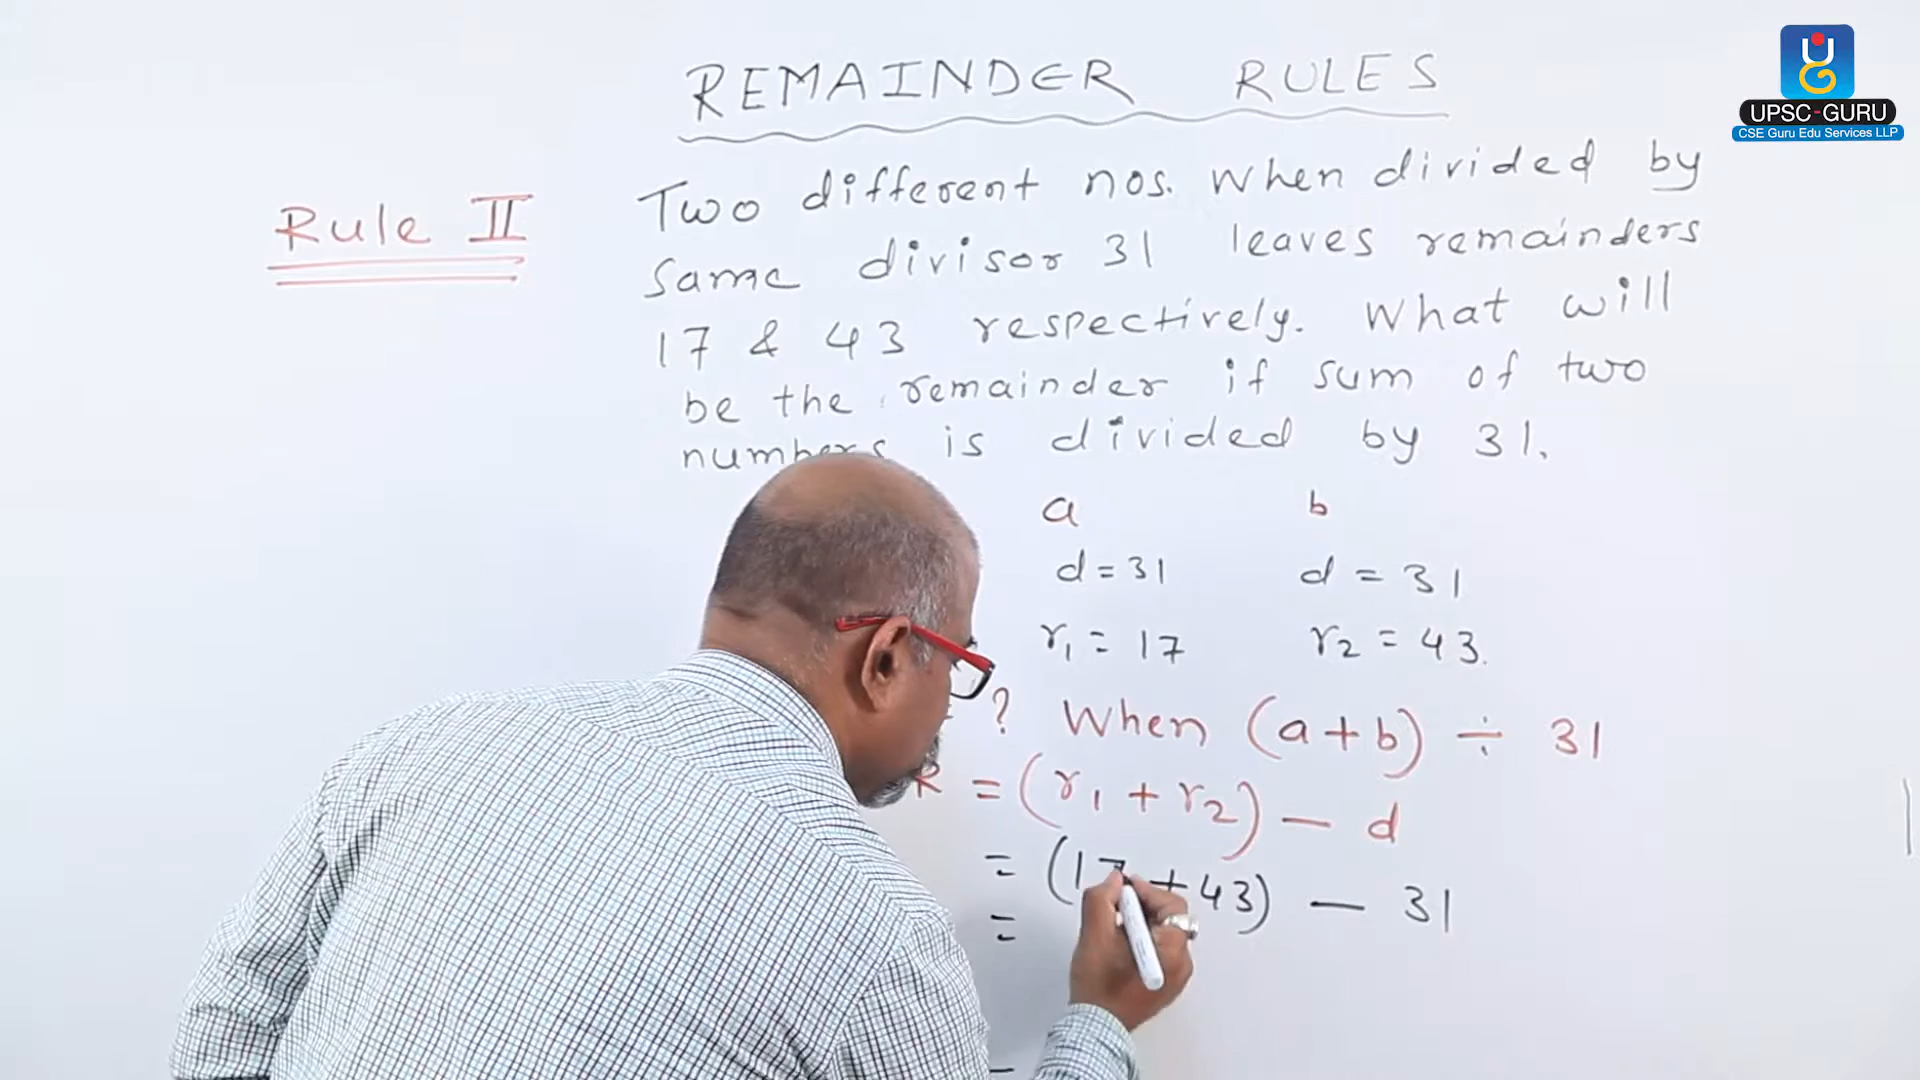 REMAINDER RULES
UPSC-GURU
CSE Guru Edu Services LLP
Rule II
Two different nos. When divided by
same divisor 31 leaves remainders
17 & 43 respectively. What will
be the remainder if sum of two
numbers is divided by 31.
a b
d = 31 d = 31
r1 = 17 r2 = 43.
? When (a + b) ÷ 31
R = (r1 + r2) - d
= (17 + 43) - 31
=